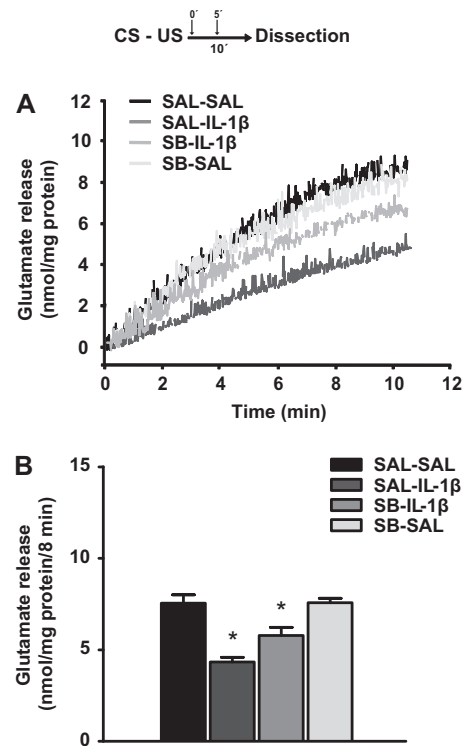 0´ 5´
CS - US Dissection
10´
A
SAL-SAL
SAL-IL-1β
SB-IL-1β
SB-SAL
Glutamate release
(nmol/mg protein)
12
10
8
6
4
2
0
0 2 4 6 8 10 12
Time (min)
B
SAL-SAL
SAL-IL-1β
SB-IL-1β
SB-SAL
Glutamate release
(nmol/mg protein/8 min)
15
10
5
0
* *